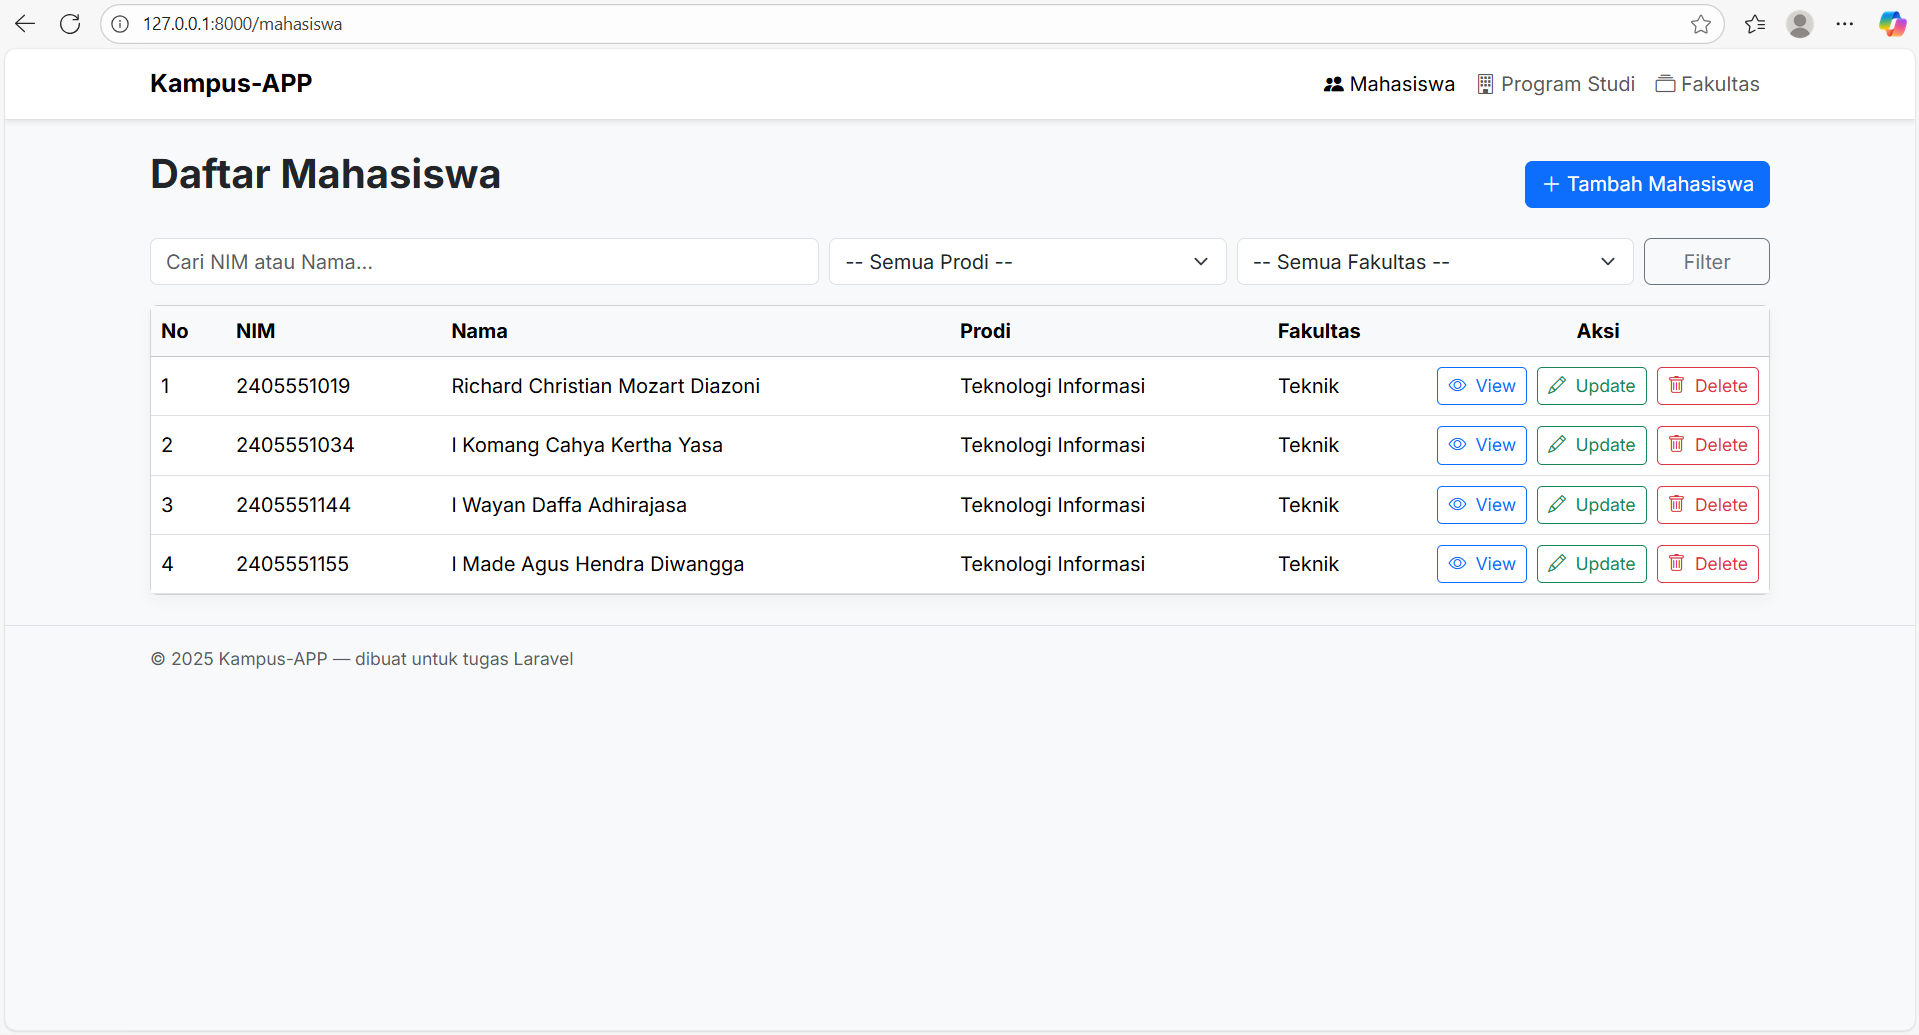 127.0.0.1:8000/mahasiswa
Kampus-APP Mahasiswa Program Studi Fakultas
Daftar Mahasiswa
+ Tambah Mahasiswa
Cari NIM atau Nama... -- Semua Prodi -- -- Semua Fakultas -- Filter
No NIM Nama Prodi Fakultas Aksi
1 2405551019 Richard Christian Mozart Diazoni Teknologi Informasi Teknik View Update Delete
2 2405551034 I Komang Cahya Kertha Yasa Teknologi Informasi Teknik View Update Delete
3 2405551144 I Wayan Daffa Adhirajasa Teknologi Informasi Teknik View Update Delete
4 2405551155 I Made Agus Hendra Diwangga Teknologi Informasi Teknik View Update Delete
© 2025 Kampus-APP — dibuat untuk tugas Laravel